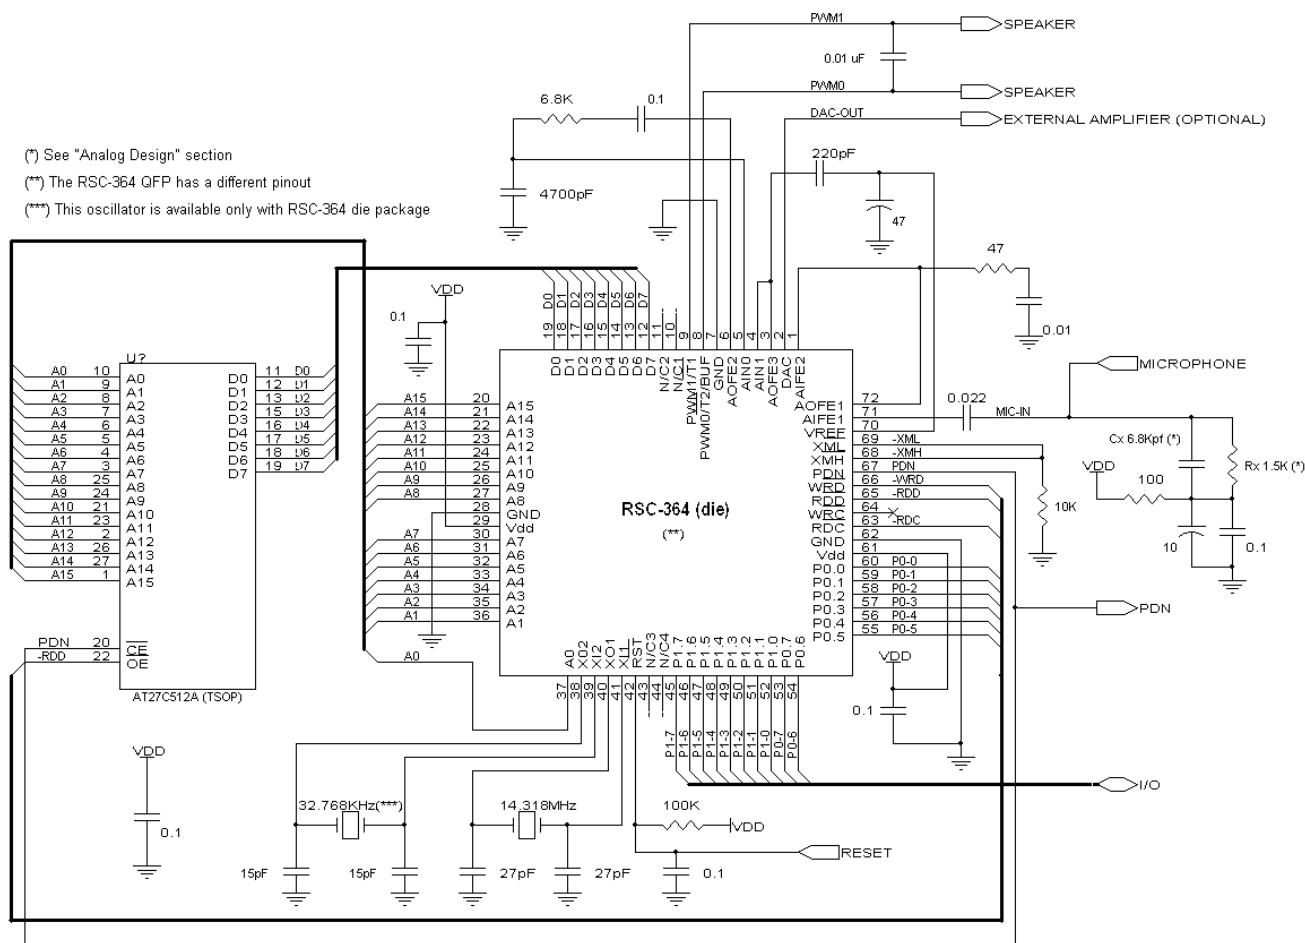 PWM1
SPEAKER
0.01 uF
PWM0
SPEAKER
DAC-OUT
EXTERNAL AMPLIFIER (OPTIONAL)
6.8K
0.1
220pF
4700pF
47
47
0.01
(*) See "Analog Design" section
(**) The RSC-364 QFP has a different pinout
(***) This oscillator is available only with RSC-364 die package
VDD
0.1
D0 D1 D2 D3 D4 D5 D6 D7
19 18 17 16 15 14 13 12 11 10 9 8 7 6 5 4 3 2 1
D0 D1 D2 D3 D4 D5 D6 D7 N/C2 N/C1 PWM1/T1 PWM0/T2/BUF GND AOFE2 AIN0 AIN1 AOFE3 DAC AIFE2
U?
A0 10 A0
A1 9 A1
A2 8 A2
A3 7 A3
A4 6 A4
A5 5 A5
A6 4 A6
A7 3 A7
A8 25 A8
A9 24 A9
A10 21 A10
A11 23 A11
A12 2 A12
A13 26 A13
A14 27 A14
A15 1 A15
PDN 20 CE
-RDD 22 OE
D0 11 D0
D1 12 D1
D2 13 D2
D3 15 D3
D4 16 D4
D5 17 D5
D6 18 D6
D7 19 D7
AT27C512A (TSOP)
A15 20 A15
A14 21 A14
A13 22 A13
A12 23 A12
A11 24 A11
A10 25 A10
A9 26 A9
A8 27 A8
28 GND
29 Vdd
A7 30 A7
A6 31 A6
A5 32 A5
A4 33 A4
A3 34 A3
A2 35 A2
A1 36 A1
A0
RSC-364 (die)
(**)
AOFE1 72
AIFE1 71
VREF 70
XML 69 -XML
XMH 68 -XMH
PDN 67 PDN
WRD 66 -WRD
RDD 65 -RDD
WRC 64
RDC 63 -RDC
GND 62
Vdd 61
P0.0 60 P0-0
P0.1 59 P0-1
P0.2 58 P0-2
P0.3 57 P0-3
P0.4 56 P0-4
P0.5 55 P0-5
MICROPHONE
0.022
MIC-IN
Cx 6.8Kpf (*)
Rx 1.5K (*)
VDD
100
10K
10
0.1
PDN
A0 XO2 XI2 XO1 XI1 RST N/C3 N/C4 P1.7 P1.6 P1.5 P1.4 P1.3 P1.2 P1.1 P1.0 P0.7 P0.6
37 38 39 40 41 42 43 44 45 46 47 48 49 50 51 52 53 54
P1-7 P1-6 P1-5 P1-4 P1-3 P1-2 P1-1 P1-0 P0-7 P0-6
VDD
0.1
I/O
VDD
0.1
32.768KHz(***)
14.318MHz
100K
VDD
RESET
15pF
15pF
27pF
27pF
0.1